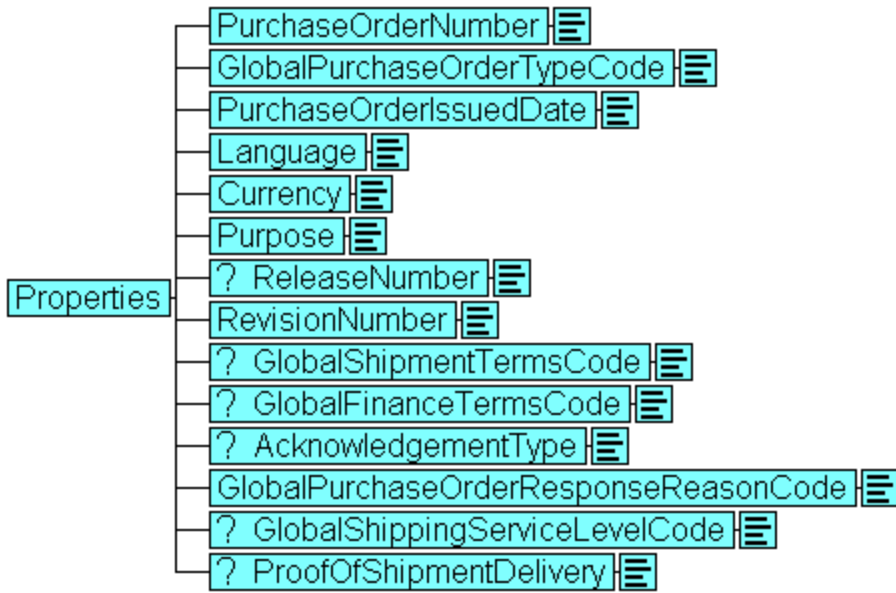 PurchaseOrderNumber
GlobalPurchaseOrderTypeCode
PurchaseOrderIssuedDate
Language
Currency
Purpose
? ReleaseNumber
Properties
RevisionNumber
? GlobalShipmentTermsCode
? GlobalFinanceTermsCode
? AcknowledgementType
GlobalPurchaseOrderResponseReasonCode
? GlobalShippingServiceLevelCode
? ProofOfShipmentDelivery